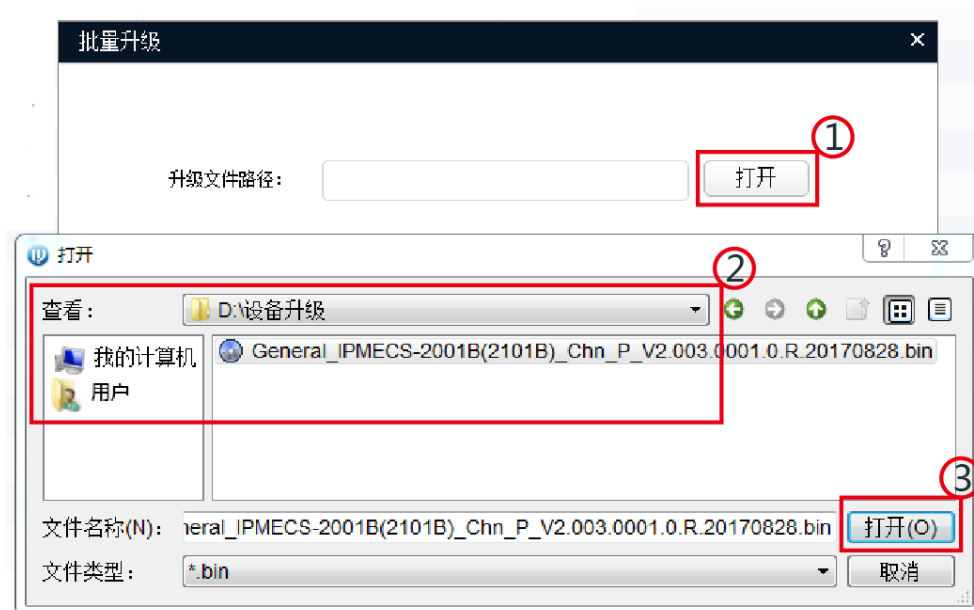 批量升级
①
升级文件路径：
打开
打开
②
查看：
D:\设备升级
我的计算机
用户
General_IPMECS-2001B(2101B)_Chn_P_V2.003.0001.0.R.20170828.bin
③
文件名称(N)：
neral_IPMECS-2001B(2101B)_Chn_P_V2.003.0001.0.R.20170828.bin
打开(O)
文件类型：
*.bin
取消